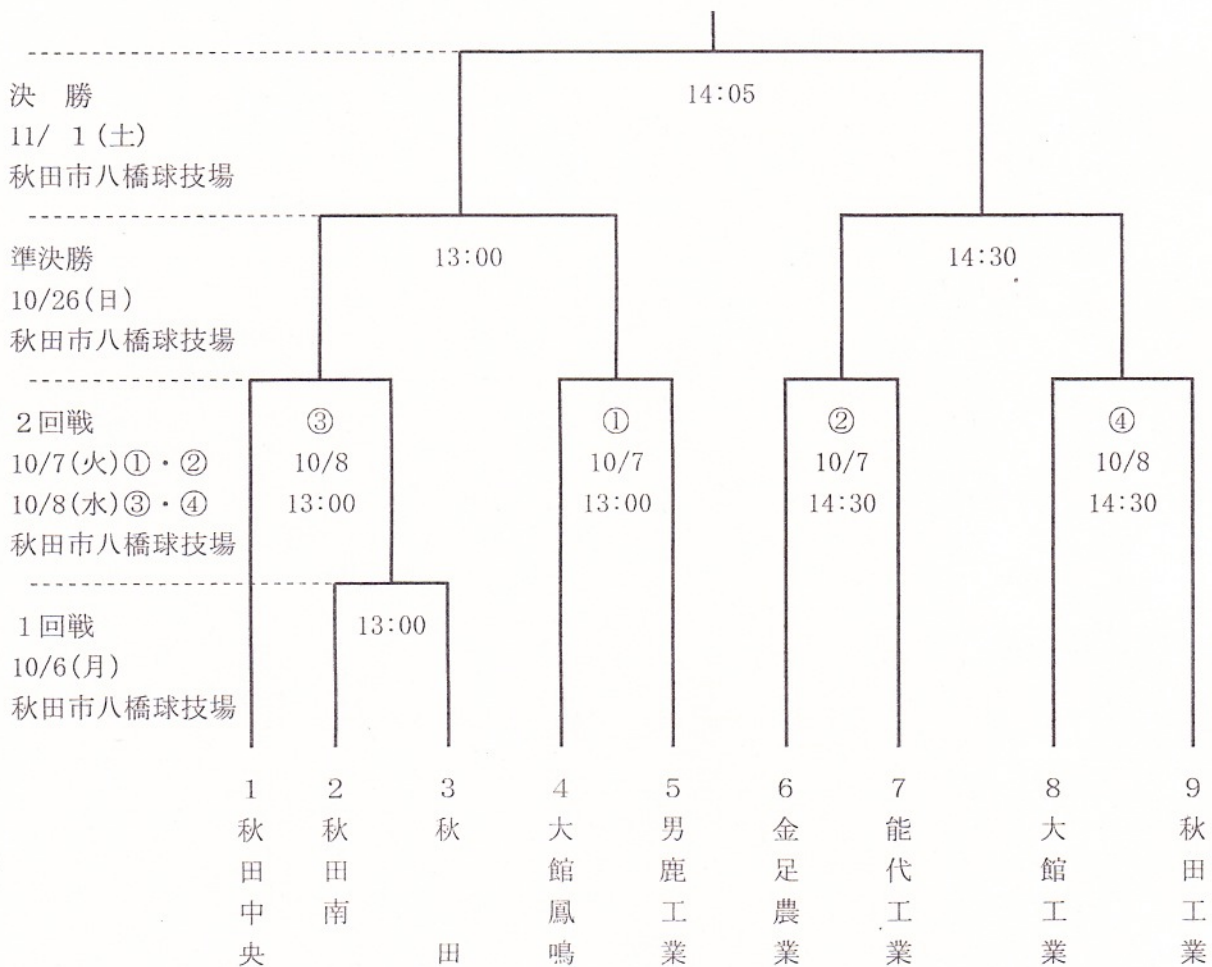 14:05
決 勝
11/ 1(土)
秋田市八橋球技場
13:00
14:30
準決勝
10/26(日)
秋田市八橋球技場
2回戦
10/7(火)①・②
10/8(水)③・④
秋田市八橋球技場
③
10/8
13:00
①
10/7
13:00
②
10/7
14:30
④
10/8
14:30
1回戦
10/6(月)
秋田市八橋球技場
13:00
1
秋田中央
2
秋田南
3
秋 田
4
大館鳳鳴
5
男鹿工業
6
金足農業
7
能代工業
8
大館工業
9
秋田工業